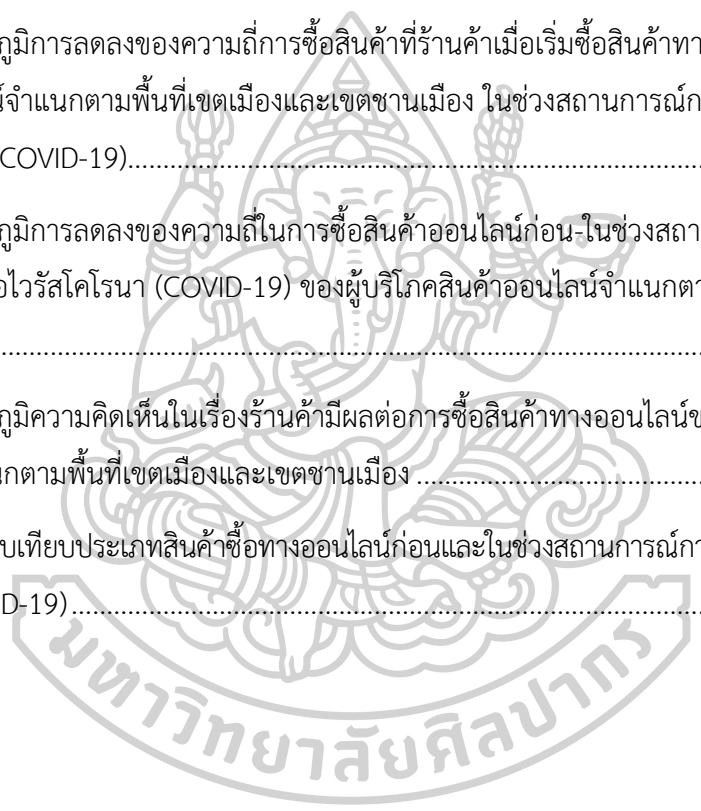 ภูมิการลดลงของความถี่การซื้อสินค้าที่ร้านค้าเมื่อเริ่มซื้อสินค้าทา
จำแนกตามพื้นที่เขตเมืองและเขตชานเมือง ในช่วงสถานการณ์ก
COVID-19)
ภูมิการลดลงของความถี่ในการซื้อสินค้าออนไลน์ก่อน-ในช่วงสถา
ไวรัสโคโรนา (COVID-19) ของผู้บริโภคสินค้าออนไลน์จำแนกตา
ภูมิความคิดเห็นในเรื่องร้านค้ามีผลต่อการซื้อสินค้าทางออนไลน์ข
นกตามพื้นที่เขตเมืองและเขตชานเมือง
บเทียบประเภทสินค้าซื้อทางออนไลน์ก่อนและในช่วงสถานการณ์กา
D-19)
มหาวิทยาลัยศิลปากร